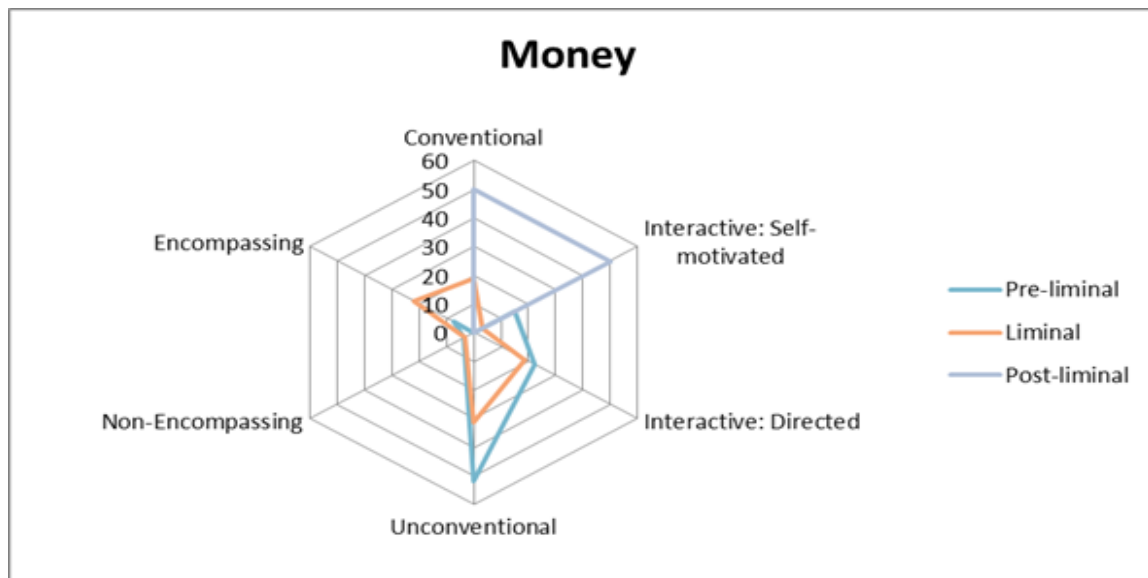 Money
Conventional
60
50
40
30
20
10
0
Interactive: Self-
motivated
Interactive: Directed
Unconventional
Non-Encompassing
Encompassing
Pre-liminal
Liminal
Post-liminal